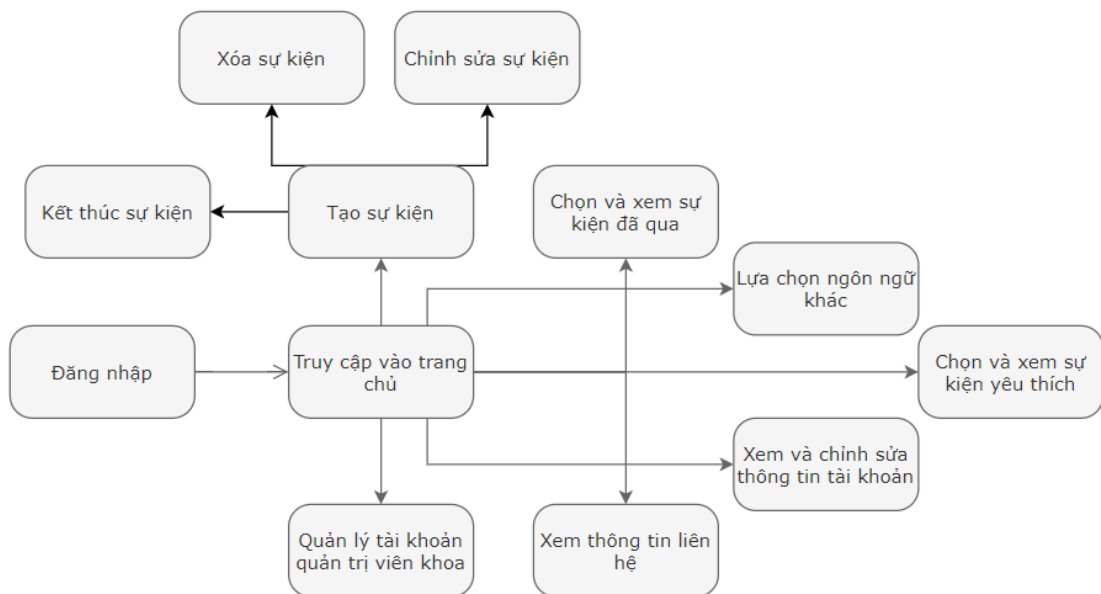 Xóa sự kiện
Chỉnh sửa sự kiện
Kết thúc sự kiện
Tạo sự kiện
Chọn và xem sự
kiện đã qua
Lựa chọn ngôn ngữ
khác
Đăng nhập
Truy cập vào trang
chủ
Chọn và xem sự
kiện yêu thích
Xem và chỉnh sửa
thông tin tài khoản
Quản lý tài khoản
quản trị viên khoa
Xem thông tin liên
hệ